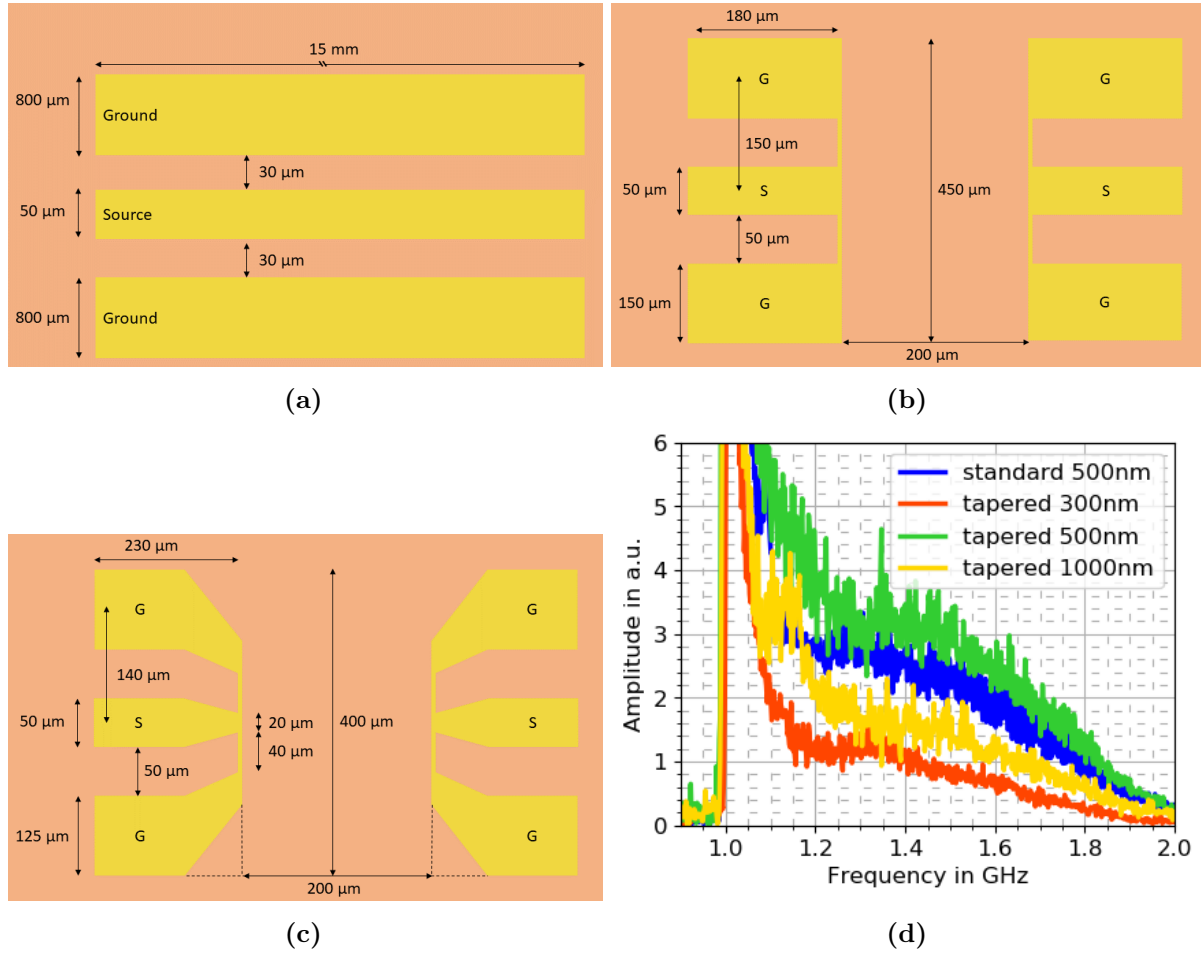 15 mm
800 µm
Ground
30 µm
50 µm
Source
30 µm
800 µm
Ground
(a)
180 µm
G
G
150 µm
50 µm
S
450 µm
S
50 µm
150 µm
G
G
200 µm
(b)
230 µm
G
G
140 µm
50 µm
S
20 µm
400 µm
S
40 µm
50 µm
125 µm
G
G
200 µm
(c)
6
5
4
3
2
1
0
Amplitude in a.u.
standard 500nm
tapered 300nm
tapered 500nm
tapered 1000nm
1.0 1.2 1.4 1.6 1.8 2.0
Frequency in GHz
(d)